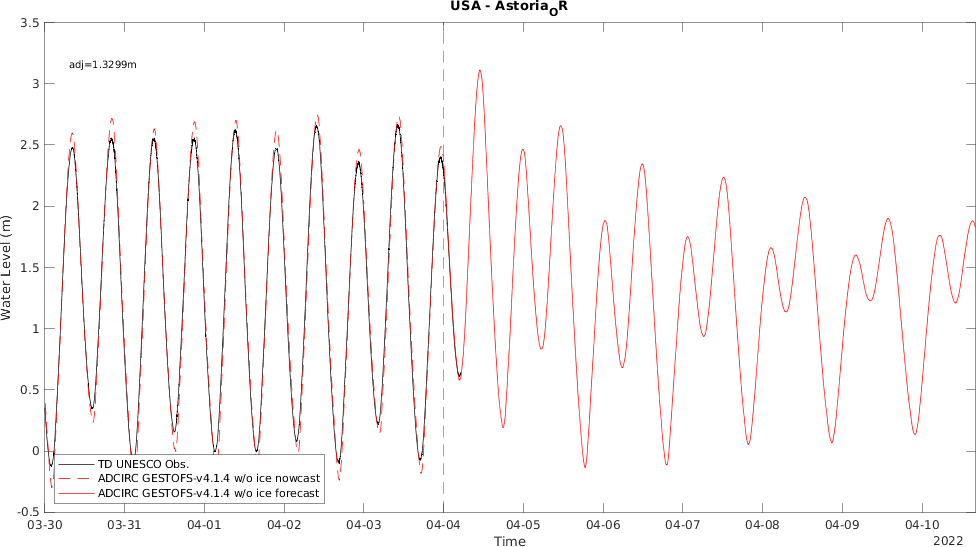 USA - Astoria_OR
adj=1.3299m
Water Level (m)
3.5
3
2.5
2
1.5
1
0.5
0
-0.5
TD UNESCO Obs.
ADCIRC GESTOFS-v4.1.4 w/o ice nowcast
ADCIRC GESTOFS-v4.1.4 w/o ice forecast
03-30 03-31 04-01 04-02 04-03 04-04 04-05 04-06 04-07 04-08 04-09 04-10
Time
2022